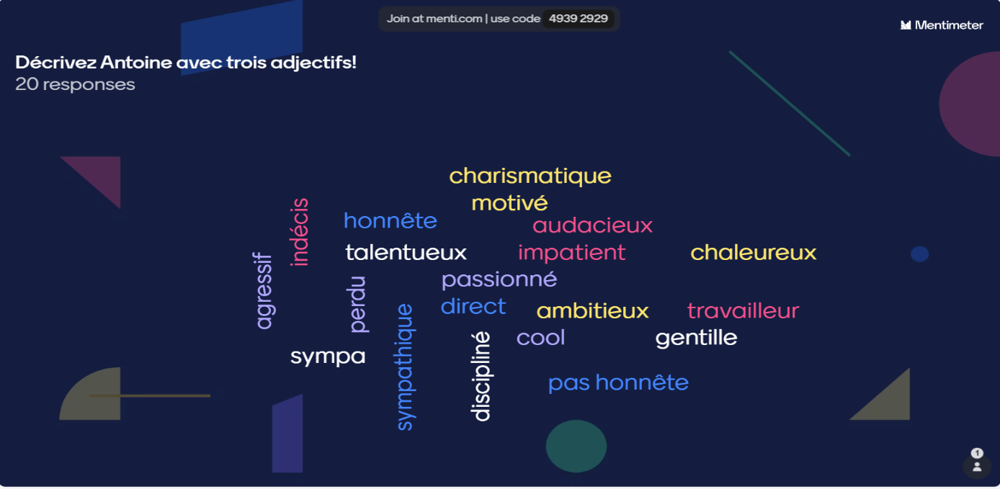 Join at menti.com | use code 4939 2929
Mentimeter
Décrivez Antoine avec trois adjectifs!
20 responses
charismatique
motivé
indécis
honnête
audacieux
agressif
talentueux
impatient
chaleureux
perdu
passionné
sympathique
direct
ambitieux
travailleur
discipliné
cool
gentille
sympa
pas honnête
1